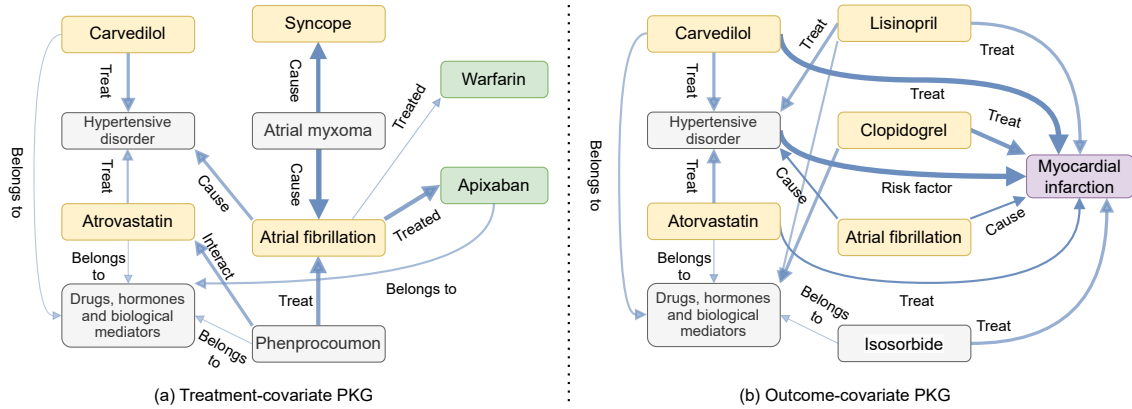 Carvedilol
Syncope
Warfarin
Treat
Cause
Treated
Hypertensive
disorder
Atrial myxoma
Belongs to
Treat
Cause
Cause
Apixaban
Atrovastatin
Atrial fibrillation
Treated
Interact
Belongs
to
Belongs to
Drugs, hormones
and biological
mediators
Treat
Belongs
to
Phenprocoumon
(a) Treatment-covariate PKG
Carvedilol
Lisinopril
Treat
Treat
Treat
Treat
Hypertensive
disorder
Clopidogrel
Treat
Belongs to
Treat
Cause
Risk factor
Myocardial
infarction
Atorvastatin
Atrial fibrillation
Cause
Belongs
to
Drugs, hormones
and biological
mediators
Treat
Belongs
to
Isosorbide
Treat
(b) Outcome-covariate PKG